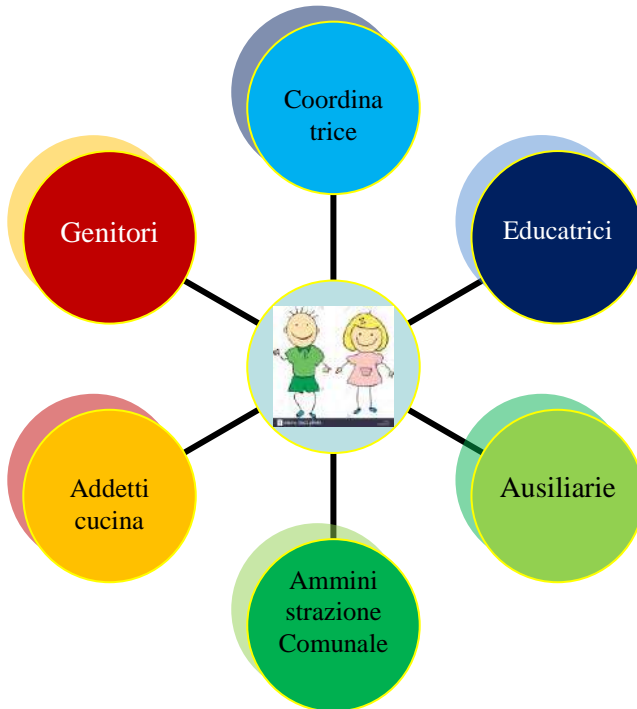 Coordina
trice
Genitori
Educatrici
Addetti
cucina
Ausiliarie
Ammini
strazione
Comunale